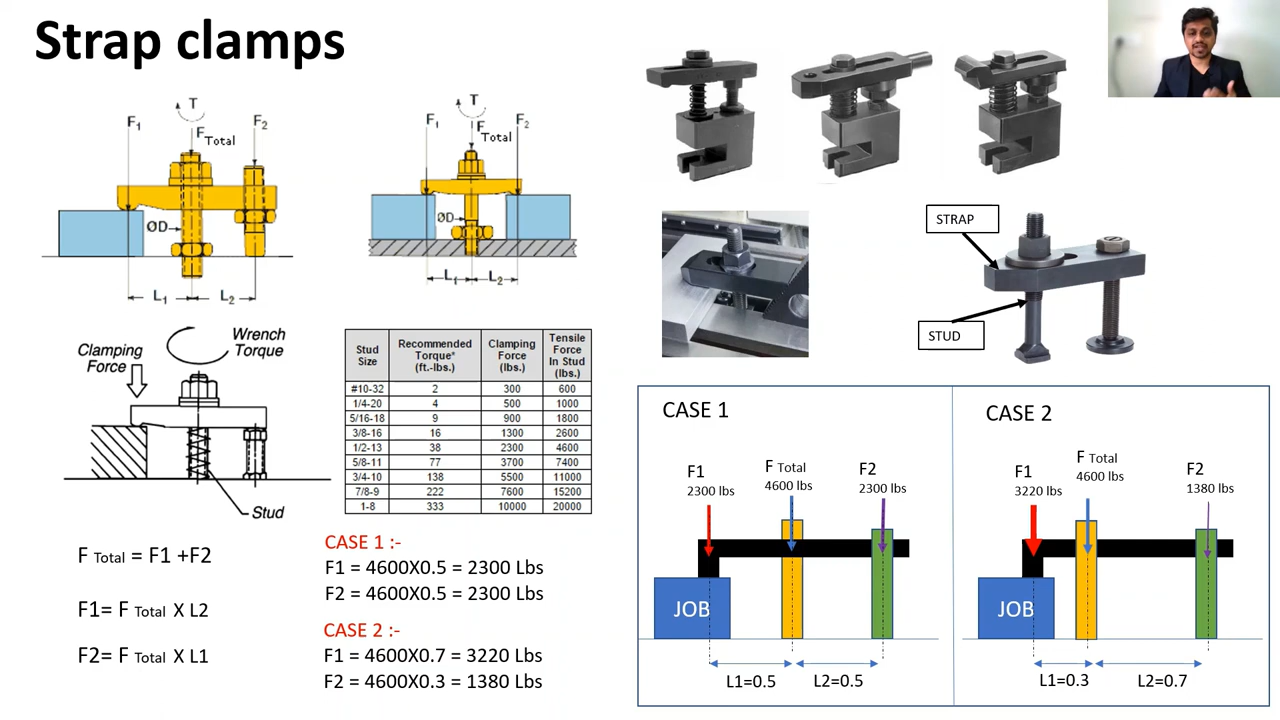 Strap clamps
T
F1
F Total
F2
ØD
L1
L2
T
F1
F Total
F2
ØD
L1
L2
STRAP
STUD
Clamping
Force
Wrench
Torque
Stud
Stud Size | Recommended Torque* (ft.-lbs.) | Clamping Force (lbs.) | Tensile Force In Stud (lbs.)
#10-32 2 300 600
1/4-20 4 500 1000
5/16-18 9 900 1800
3/8-16 16 1300 2600
1/2-13 38 2300 4600
5/8-11 77 3700 7400
3/4-10 138 5500 11000
7/8-9 222 7600 15200
1-8 333 10000 20000
F Total = F1 +F2
F1= F Total X L2
F2= F Total X L1
CASE 1 :-
F1 = 4600X0.5 = 2300 Lbs
F2 = 4600X0.5 = 2300 Lbs
CASE 2 :-
F1 = 4600X0.7 = 3220 Lbs
F2 = 4600X0.3 = 1380 Lbs
CASE 1
F1
2300 lbs
F Total
4600 lbs
F2
2300 lbs
JOB
L1=0.5
L2=0.5
CASE 2
F1
3220 lbs
F Total
4600 lbs
F2
1380 lbs
JOB
L1=0.3
L2=0.7